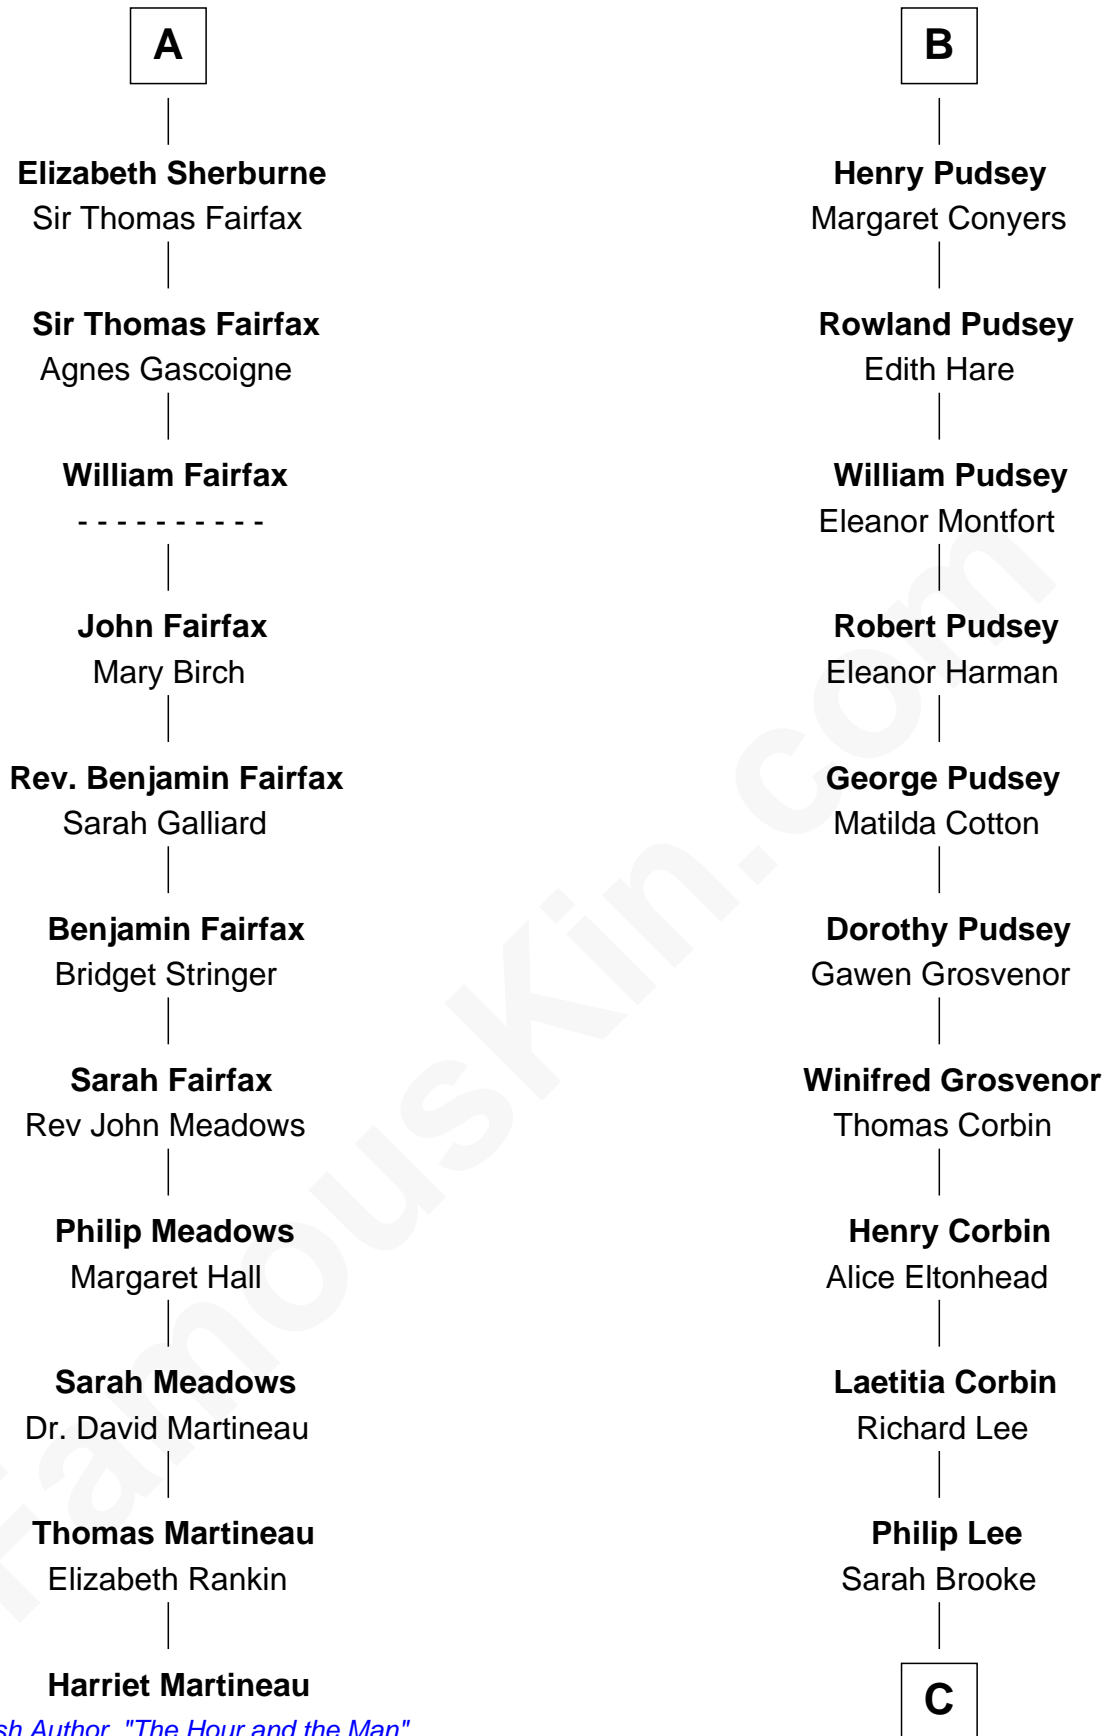 A
Elizabeth Sherburne
Sir Thomas Fairfax
Sir Thomas Fairfax
Agnes Gascoigne
William Fairfax
- - - - - - - - - -
John Fairfax
Mary Birch
Rev. Benjamin Fairfax
Sarah Galliard
Benjamin Fairfax
Bridget Stringer
Sarah Fairfax
Rev John Meadows
Philip Meadows
Margaret Hall
Sarah Meadows
Dr. David Martineau
Thomas Martineau
Elizabeth Rankin
Harriet Martineau
sh Author, "The Hour and the Man"
B
Henry Pudsey
Margaret Conyers
Rowland Pudsey
Edith Hare
William Pudsey
Eleanor Montfort
Robert Pudsey
Eleanor Harman
George Pudsey
Matilda Cotton
Dorothy Pudsey
Gawen Grosvenor
Winifred Grosvenor
Thomas Corbin
Henry Corbin
Alice Eltonhead
Laetitia Corbin
Richard Lee
Philip Lee
Sarah Brooke
C
FamousKin.com